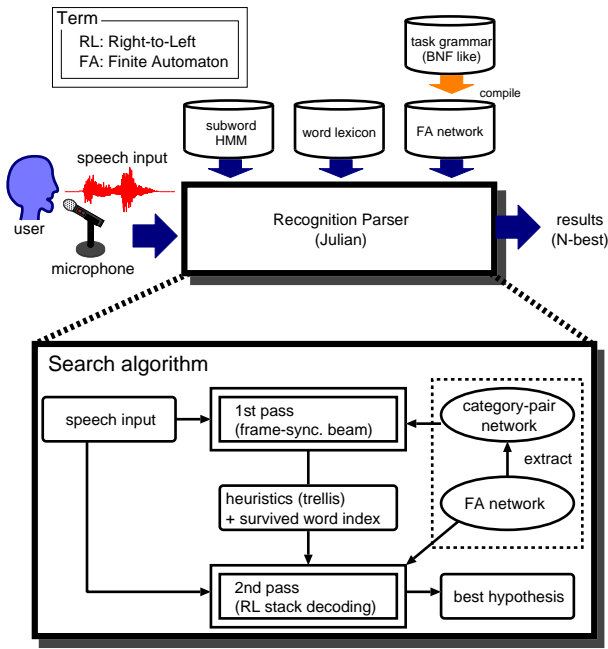 Term
RL: Right-to-Left
FA: Finite Automaton
task grammar
(BNF like)
compile
subword
HMM
word lexicon
FA network
speech input
user
microphone
Recognition Parser
(Julian)
results
(N-best)
Search algorithm
speech input
1st pass
(frame-sync. beam)
category-pair
network
extract
heuristics (trellis)
+ survived word index
FA network
2nd pass
(RL stack decoding)
best hypothesis